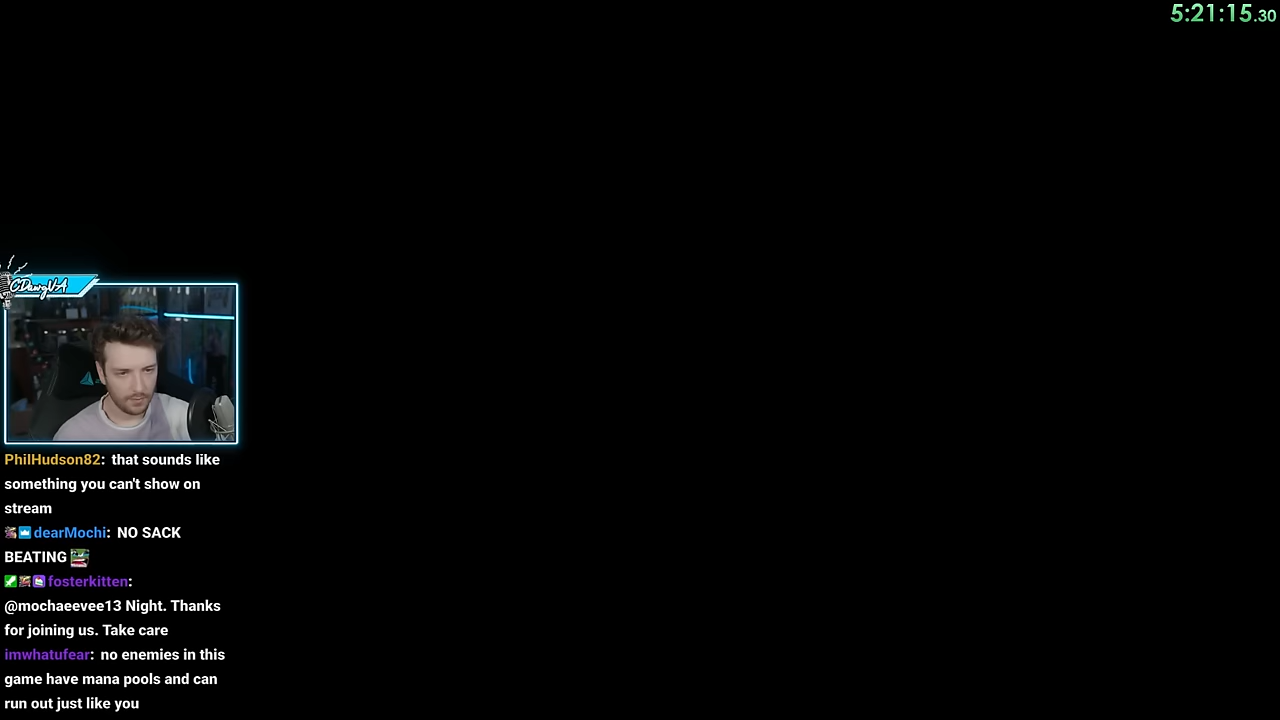 5:21:15.30
CDawgVA
PhilHudson82: that sounds like
something you can't show on
stream
dearMochi: NO SACK
BEATING
fosterkitten:
@mochaeevee13 Night. Thanks
for joining us. Take care
imwhatufear: no enemies in this
game have mana pools and can
run out just like you